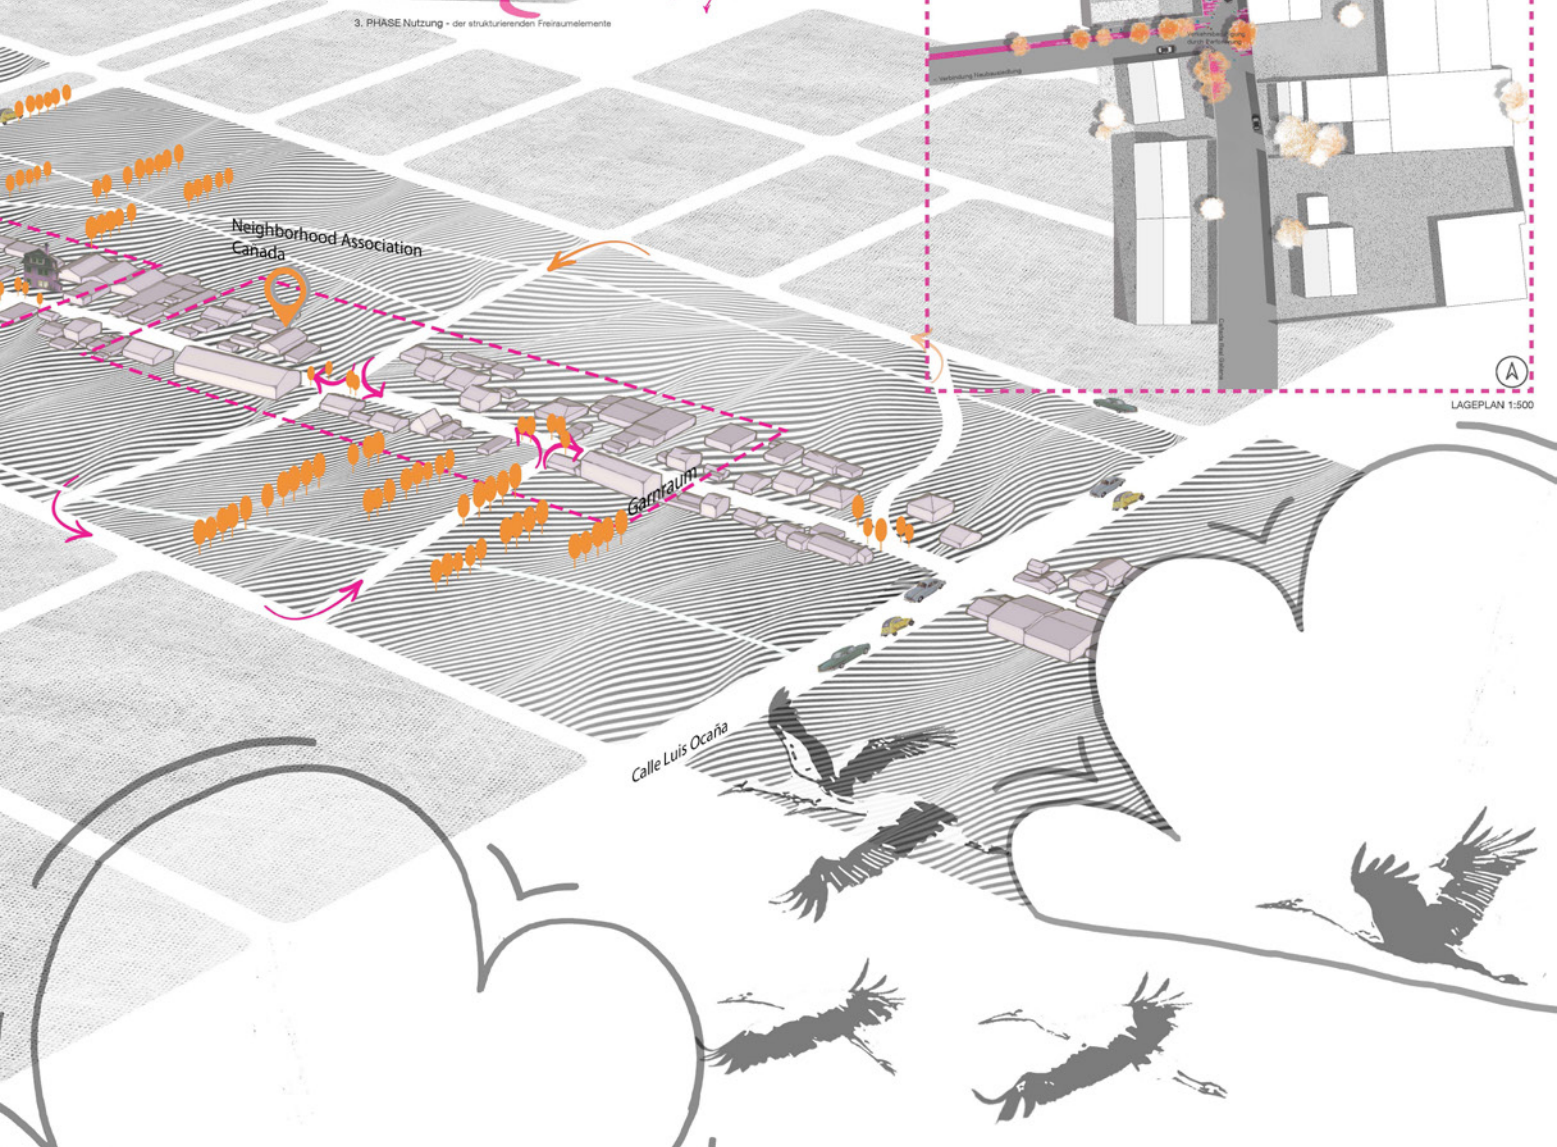 3. PHASE Nutzung - der strukturierenden Freiraumelemente
Verbindung Neubausiedlung
Neighborhood Association
Cañada
Garnraum
Calle Luis Ocaña
LAGEPLAN 1:500